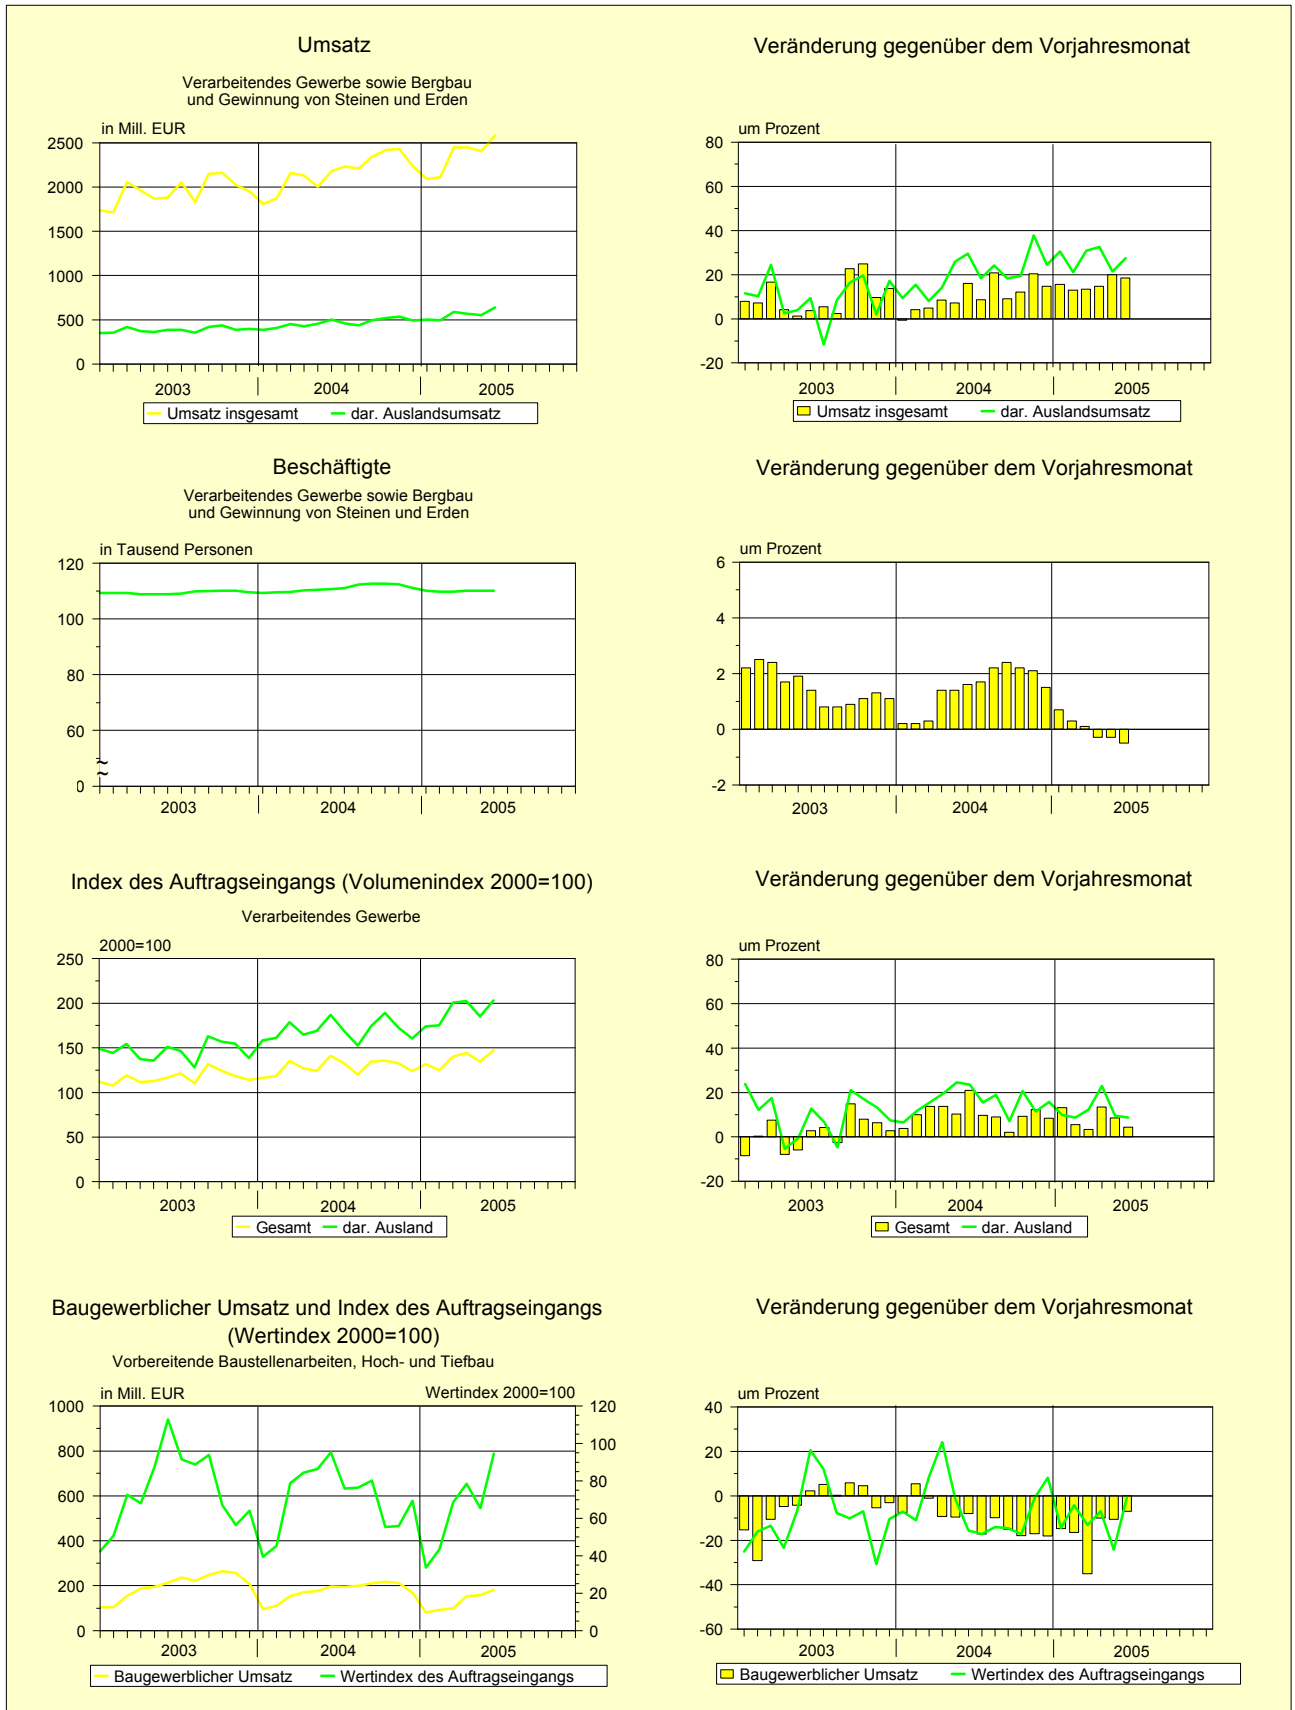 Umsatz
Verarbeitendes Gewerbe sowie Bergbau
und Gewinnung von Steinen und Erden
in Mill. EUR
2500
2000
1500
1000
500
0
2003 2004 2005
Umsatz insgesamt dar. Auslandsumsatz
Veränderung gegenüber dem Vorjahresmonat
um Prozent
80
60
40
20
0
-20
2003 2004 2005
Umsatz insgesamt dar. Auslandsumsatz
Beschäftigte
Verarbeitendes Gewerbe sowie Bergbau
und Gewinnung von Steinen und Erden
in Tausend Personen
120
100
80
60
~
~
0
2003 2004 2005
Veränderung gegenüber dem Vorjahresmonat
um Prozent
6
4
2
0
-2
2003 2004 2005
Index des Auftragseingangs (Volumenindex 2000=100)
Verarbeitendes Gewerbe
2000=100
250
200
150
100
50
0
2003 2004 2005
Gesamt dar. Ausland
Veränderung gegenüber dem Vorjahresmonat
um Prozent
80
60
40
20
0
-20
2003 2004 2005
Gesamt dar. Ausland
Baugewerblicher Umsatz und Index des Auftragseingangs
(Wertindex 2000=100)
Vorbereitende Baustellenarbeiten, Hoch- und Tiefbau
in Mill. EUR Wertindex 2000=100
1000 120
800 100
600 80
400 60
200 40
0 20
0
2003 2004 2005
Baugewerblicher Umsatz Wertindex des Auftragseingangs
Veränderung gegenüber dem Vorjahresmonat
um Prozent
40
20
0
-20
-40
-60
2003 2004 2005
Baugewerblicher Umsatz Wertindex des Auftragseingangs